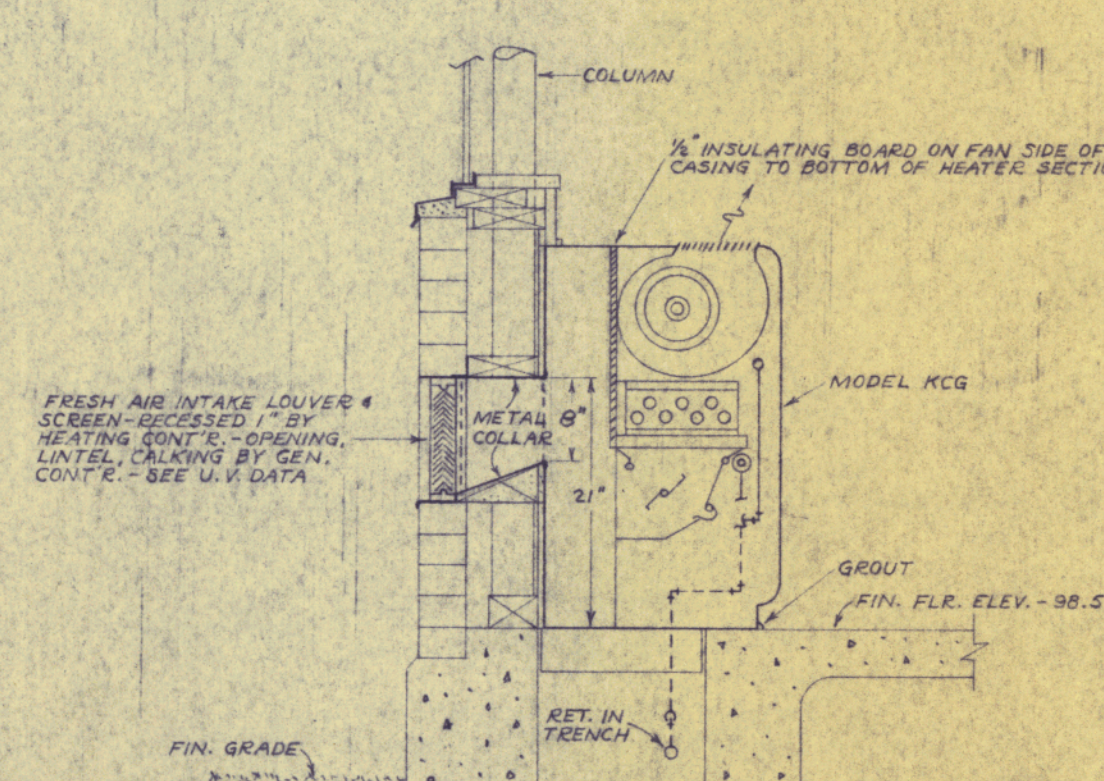 COLUMN
½" INSULATING BOARD ON FAN SIDE OF
CASING TO BOTTOM OF HEATER SECTI
FRESH AIR INTAKE LOUVER &
SCREEN-RECESSED 1" BY
HEATING CONT'R.-OPENING,
LINTEL, CALKING BY GEN.
CONT'R. - SEE U.V. DATA
METAL
COLLAR
8"
21"
MODEL KCG
GROUT
FIN. FLR. ELEV. - 98.5
RET. IN
TRENCH
FIN. GRADE